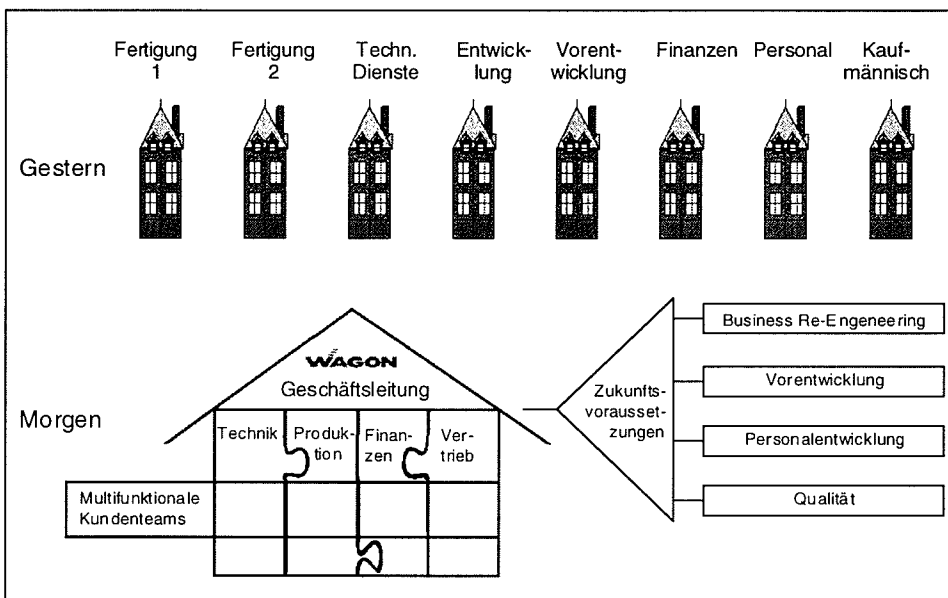 Fertigung
1
Fertigung
2
Techn.
Dienste
Entwick-
lung
Vorent-
wicklung
Finanzen
Personal
Kauf-
männisch
Gestern
Morgen
WAGON
Geschäftsleitung
Technik
Produk-
tion
Finan-
zen
Ver-
trieb
Multifunktionale
Kundenteams
Zukunfts-
vorausset-
zungen
Business Re-Engeneering
Vorentwicklung
Personalentwicklung
Qualität